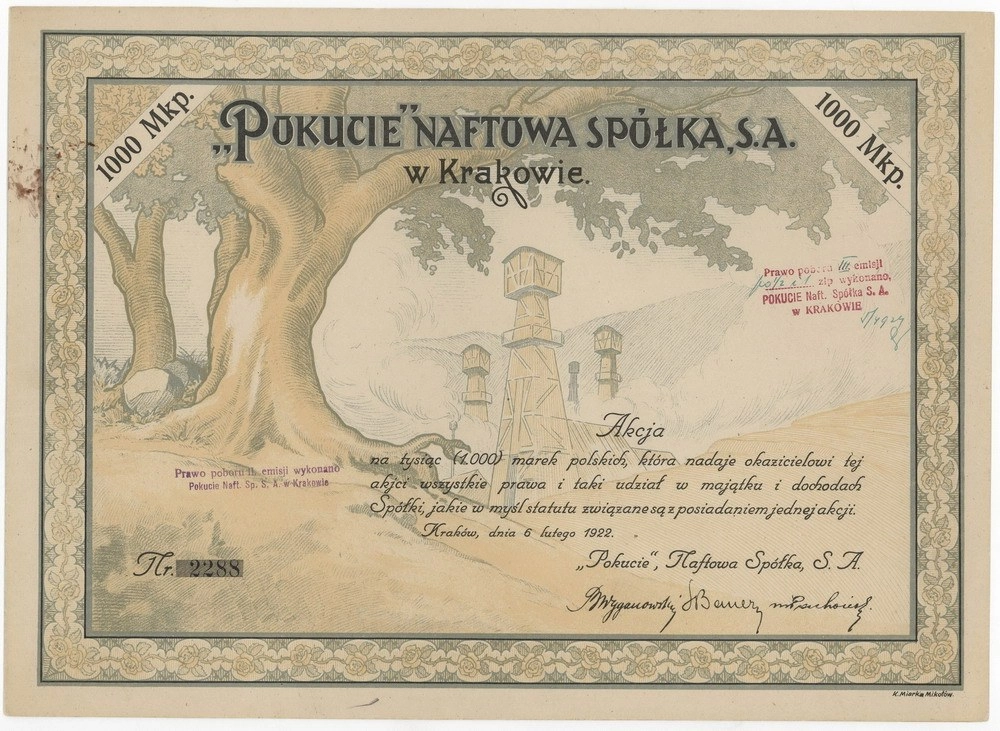 1000 Mkp.
1000 Mkp.
„POKUCIE” NAFTOWA SPÓŁKA, S.A.
w Krakowie.
Prawo poboru III emisji
zlp wykonano,
POKUCIE Naft. Spółka S. A.
w KRAKOWIE
Akcja
na tysiąc (1.000) marek polskich, która nadaje okazicielowi tej
akcji wszystkie prawa i taki udział w majątku i dochodach
Spółki, jakie w myśl statutu związane są z posiadaniem jednej akcji.
Prawo poboru II. emisji wykonano
Pokucie Naft. Sp. S. A. w Krakowie
Kraków, dnia 6 lutego 1922.
„Pokucie”, Naftowa Spółka, S. A.
Nr. 2288
K. Miarka Mikołów.